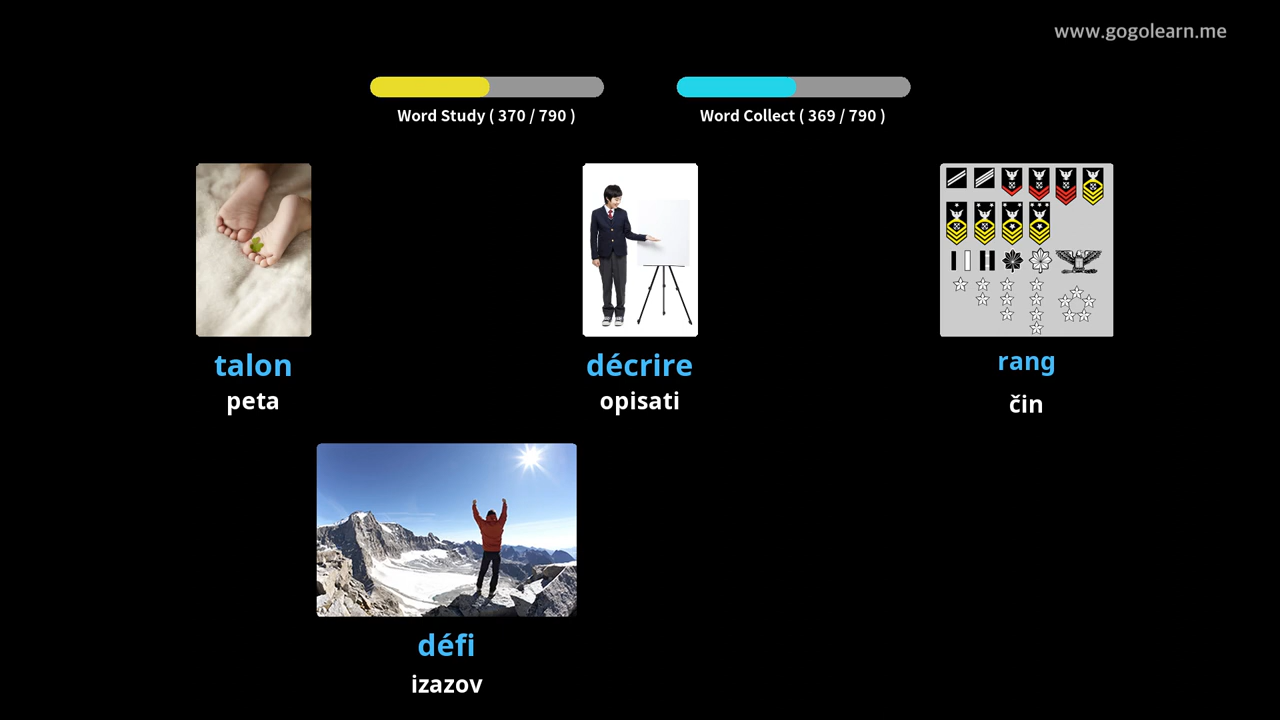 www.gogolearn.me
Word Study ( 370 / 790 )
Word Collect ( 369 / 790 )
talon
peta
décrire
opisati
rang
čin
défi
izazov